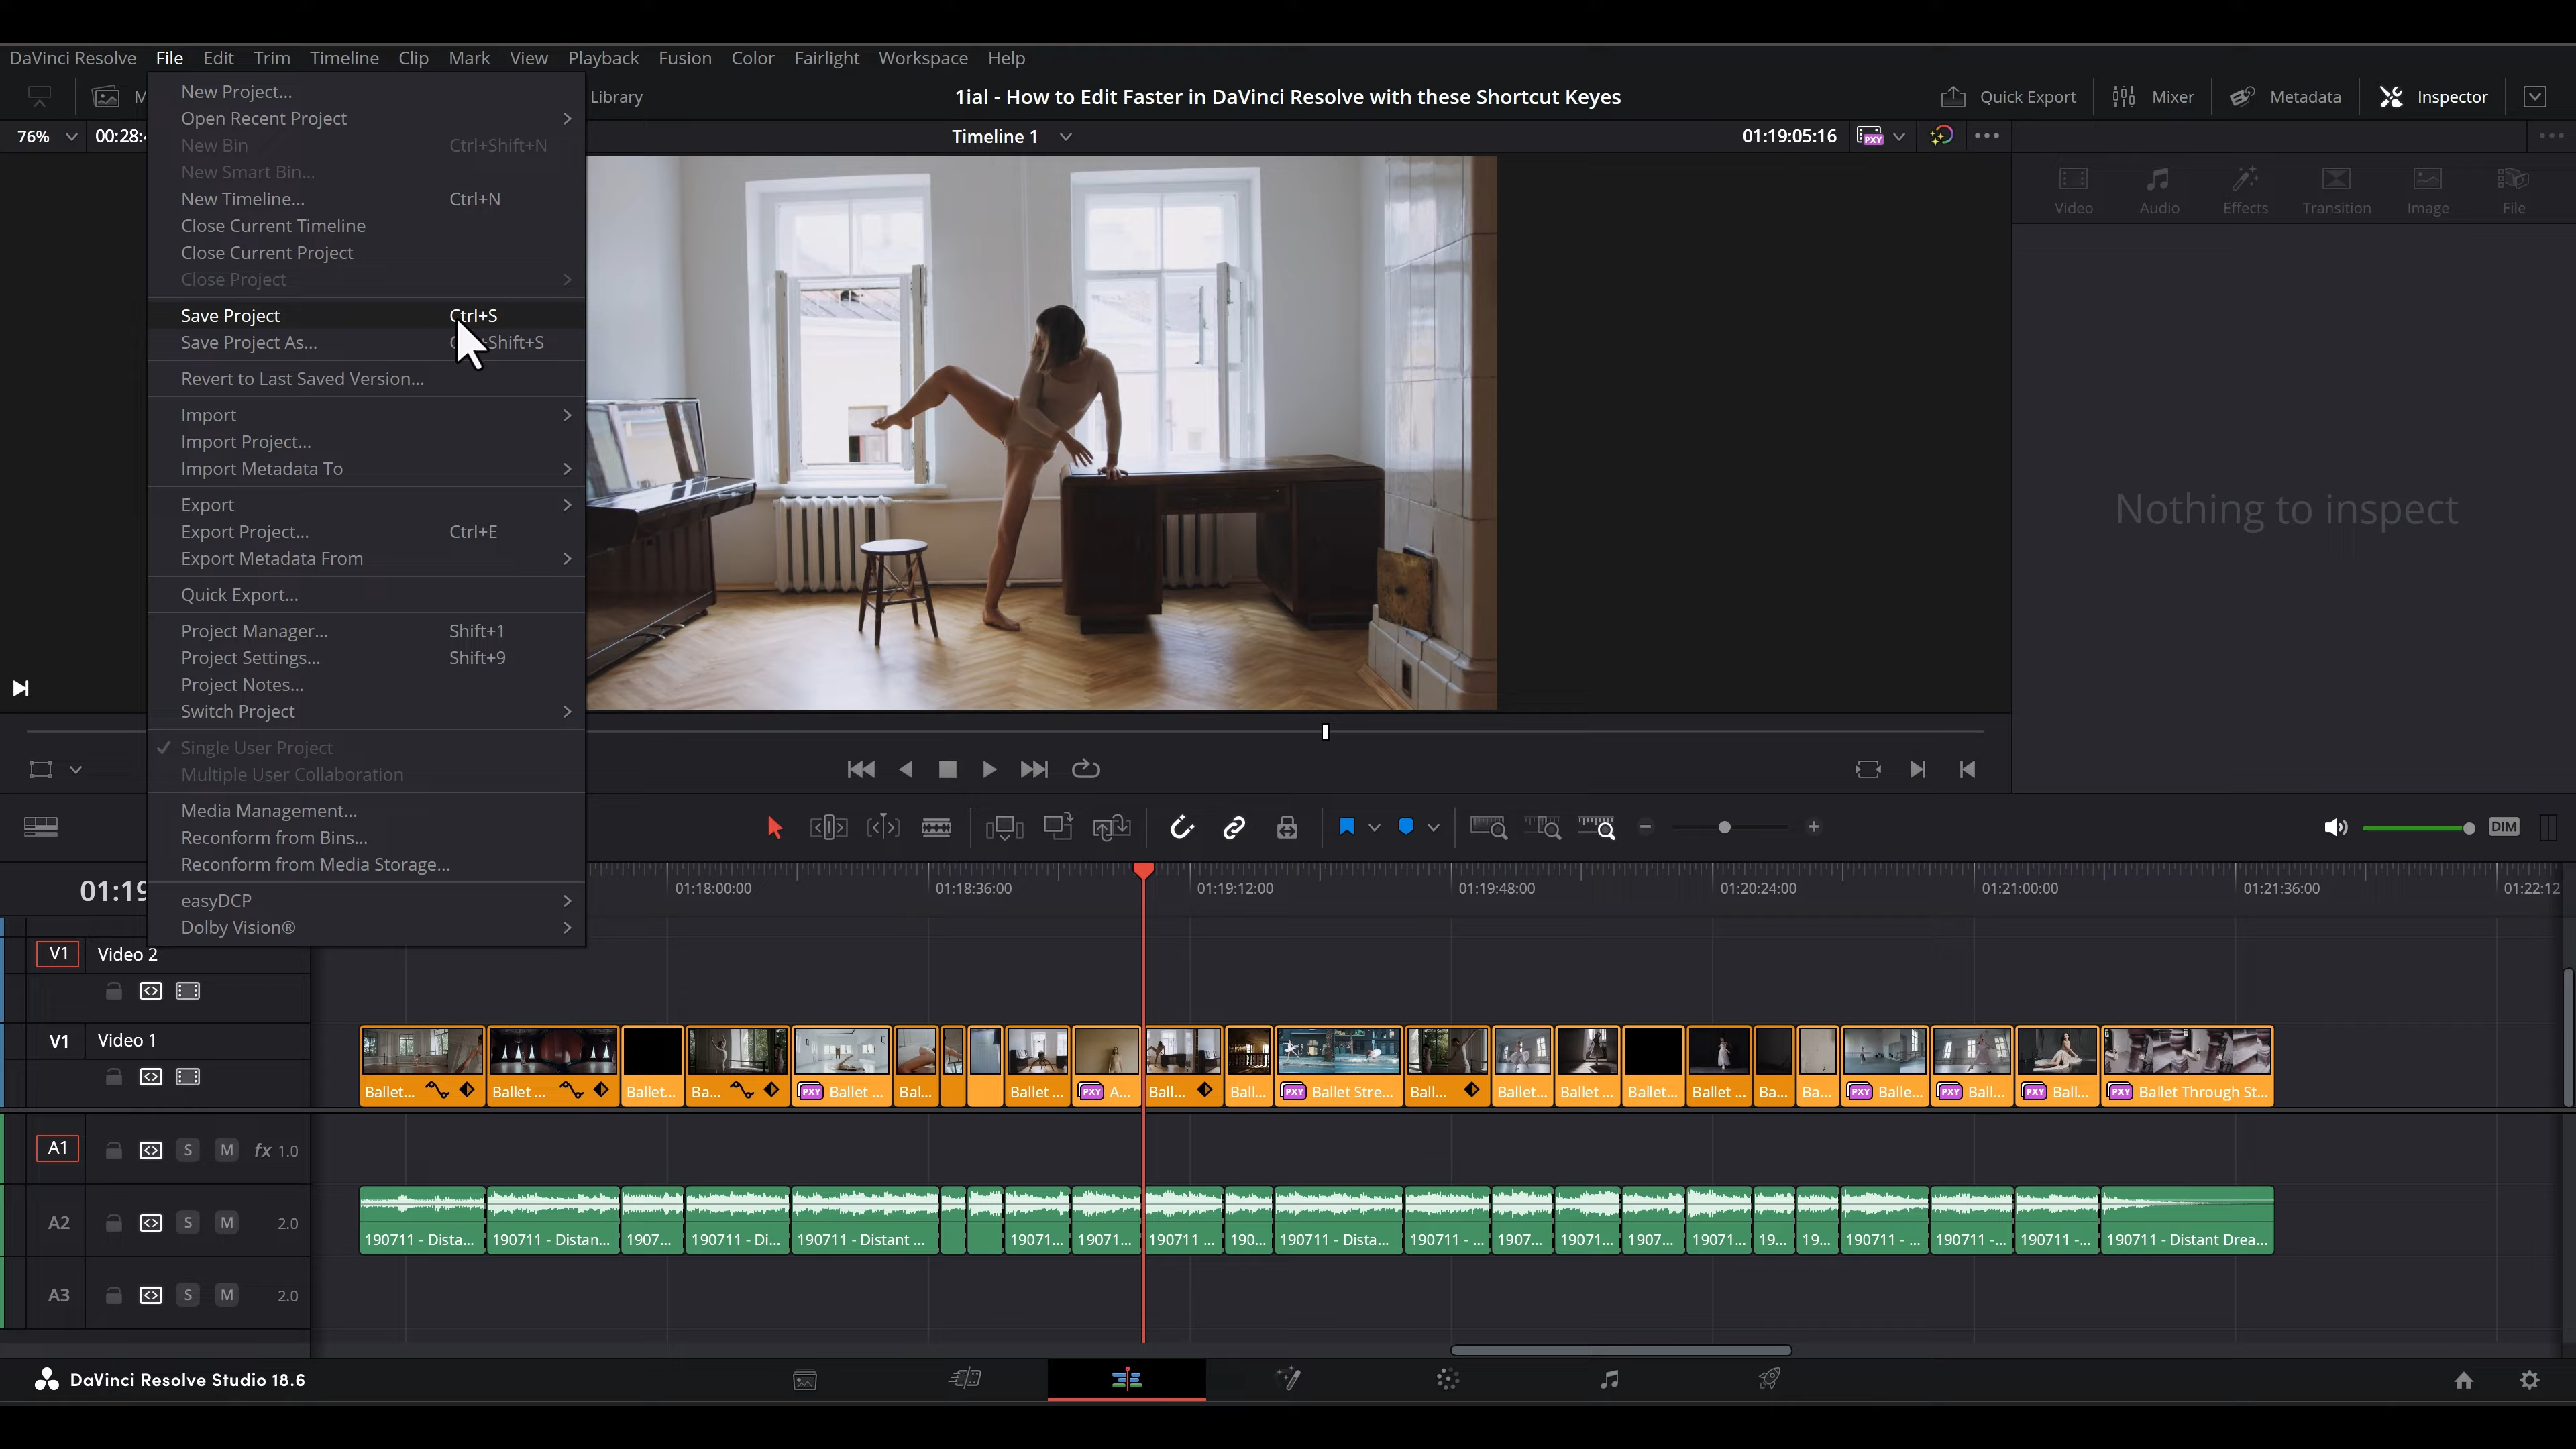 DaVinci Resolve File Edit Trim Timeline Clip Mark View Playback Fusion Color Fairlight Workspace Help
M Library 1ial - How to Edit Faster in DaVinci Resolve with these Shortcut Keyes Quick Export Mixer Metadata Inspector
76% 00:28: Timeline 1 01:19:05:16 PXY
New Project...
Open Recent Project
New Bin Ctrl+Shift+N
New Smart Bin...
New Timeline... Ctrl+N
Close Current Timeline
Close Current Project
Close Project
Save Project Ctrl+S
Save Project As... Shift+S
Revert to Last Saved Version...
Import
Import Project...
Import Metadata To
Export
Export Project... Ctrl+E
Export Metadata From
Quick Export...
Project Manager... Shift+1
Project Settings... Shift+9
Project Notes...
Switch Project
Single User Project
Multiple User Collaboration
Media Management...
Reconform from Bins...
Reconform from Media Storage...
easyDCP
Dolby Vision®
Video Audio Effects Transition Image File
Nothing to inspect
DIM
01:19 01:18:00:00 01:18:36:00 01:19:12:00 01:19:48:00 01:20:24:00 01:21:00:00 01:21:36:00 01:22:12
V1 Video 2
V1 Video 1
Ballet... Ballet ... Ballet... Ba... PXY Ballet ... Bal... Ballet ... PXY A... Ball... Ball... PXY Ballet Stre... Ball... Ballet... Ballet ... Ballet... Ballet ... Ba... Ba... PXY Balle... PXY Ball... PXY Ball... PXY Ballet Through St...
A1 S M fx 1.0
A2 S M 2.0
190711 - Dista... 190711 - Distan... 1907... 190711 - Di... 190711 - Distant ... 19071... 19071... 190711 ... 190... 190711 - Dista... 190711 - ... 1907... 19071... 1907... 19071... 19... 19... 190711 - ... 190711 -... 190711 -... 190711 - Distant Drea...
A3 S M 2.0
DaVinci Resolve Studio 18.6